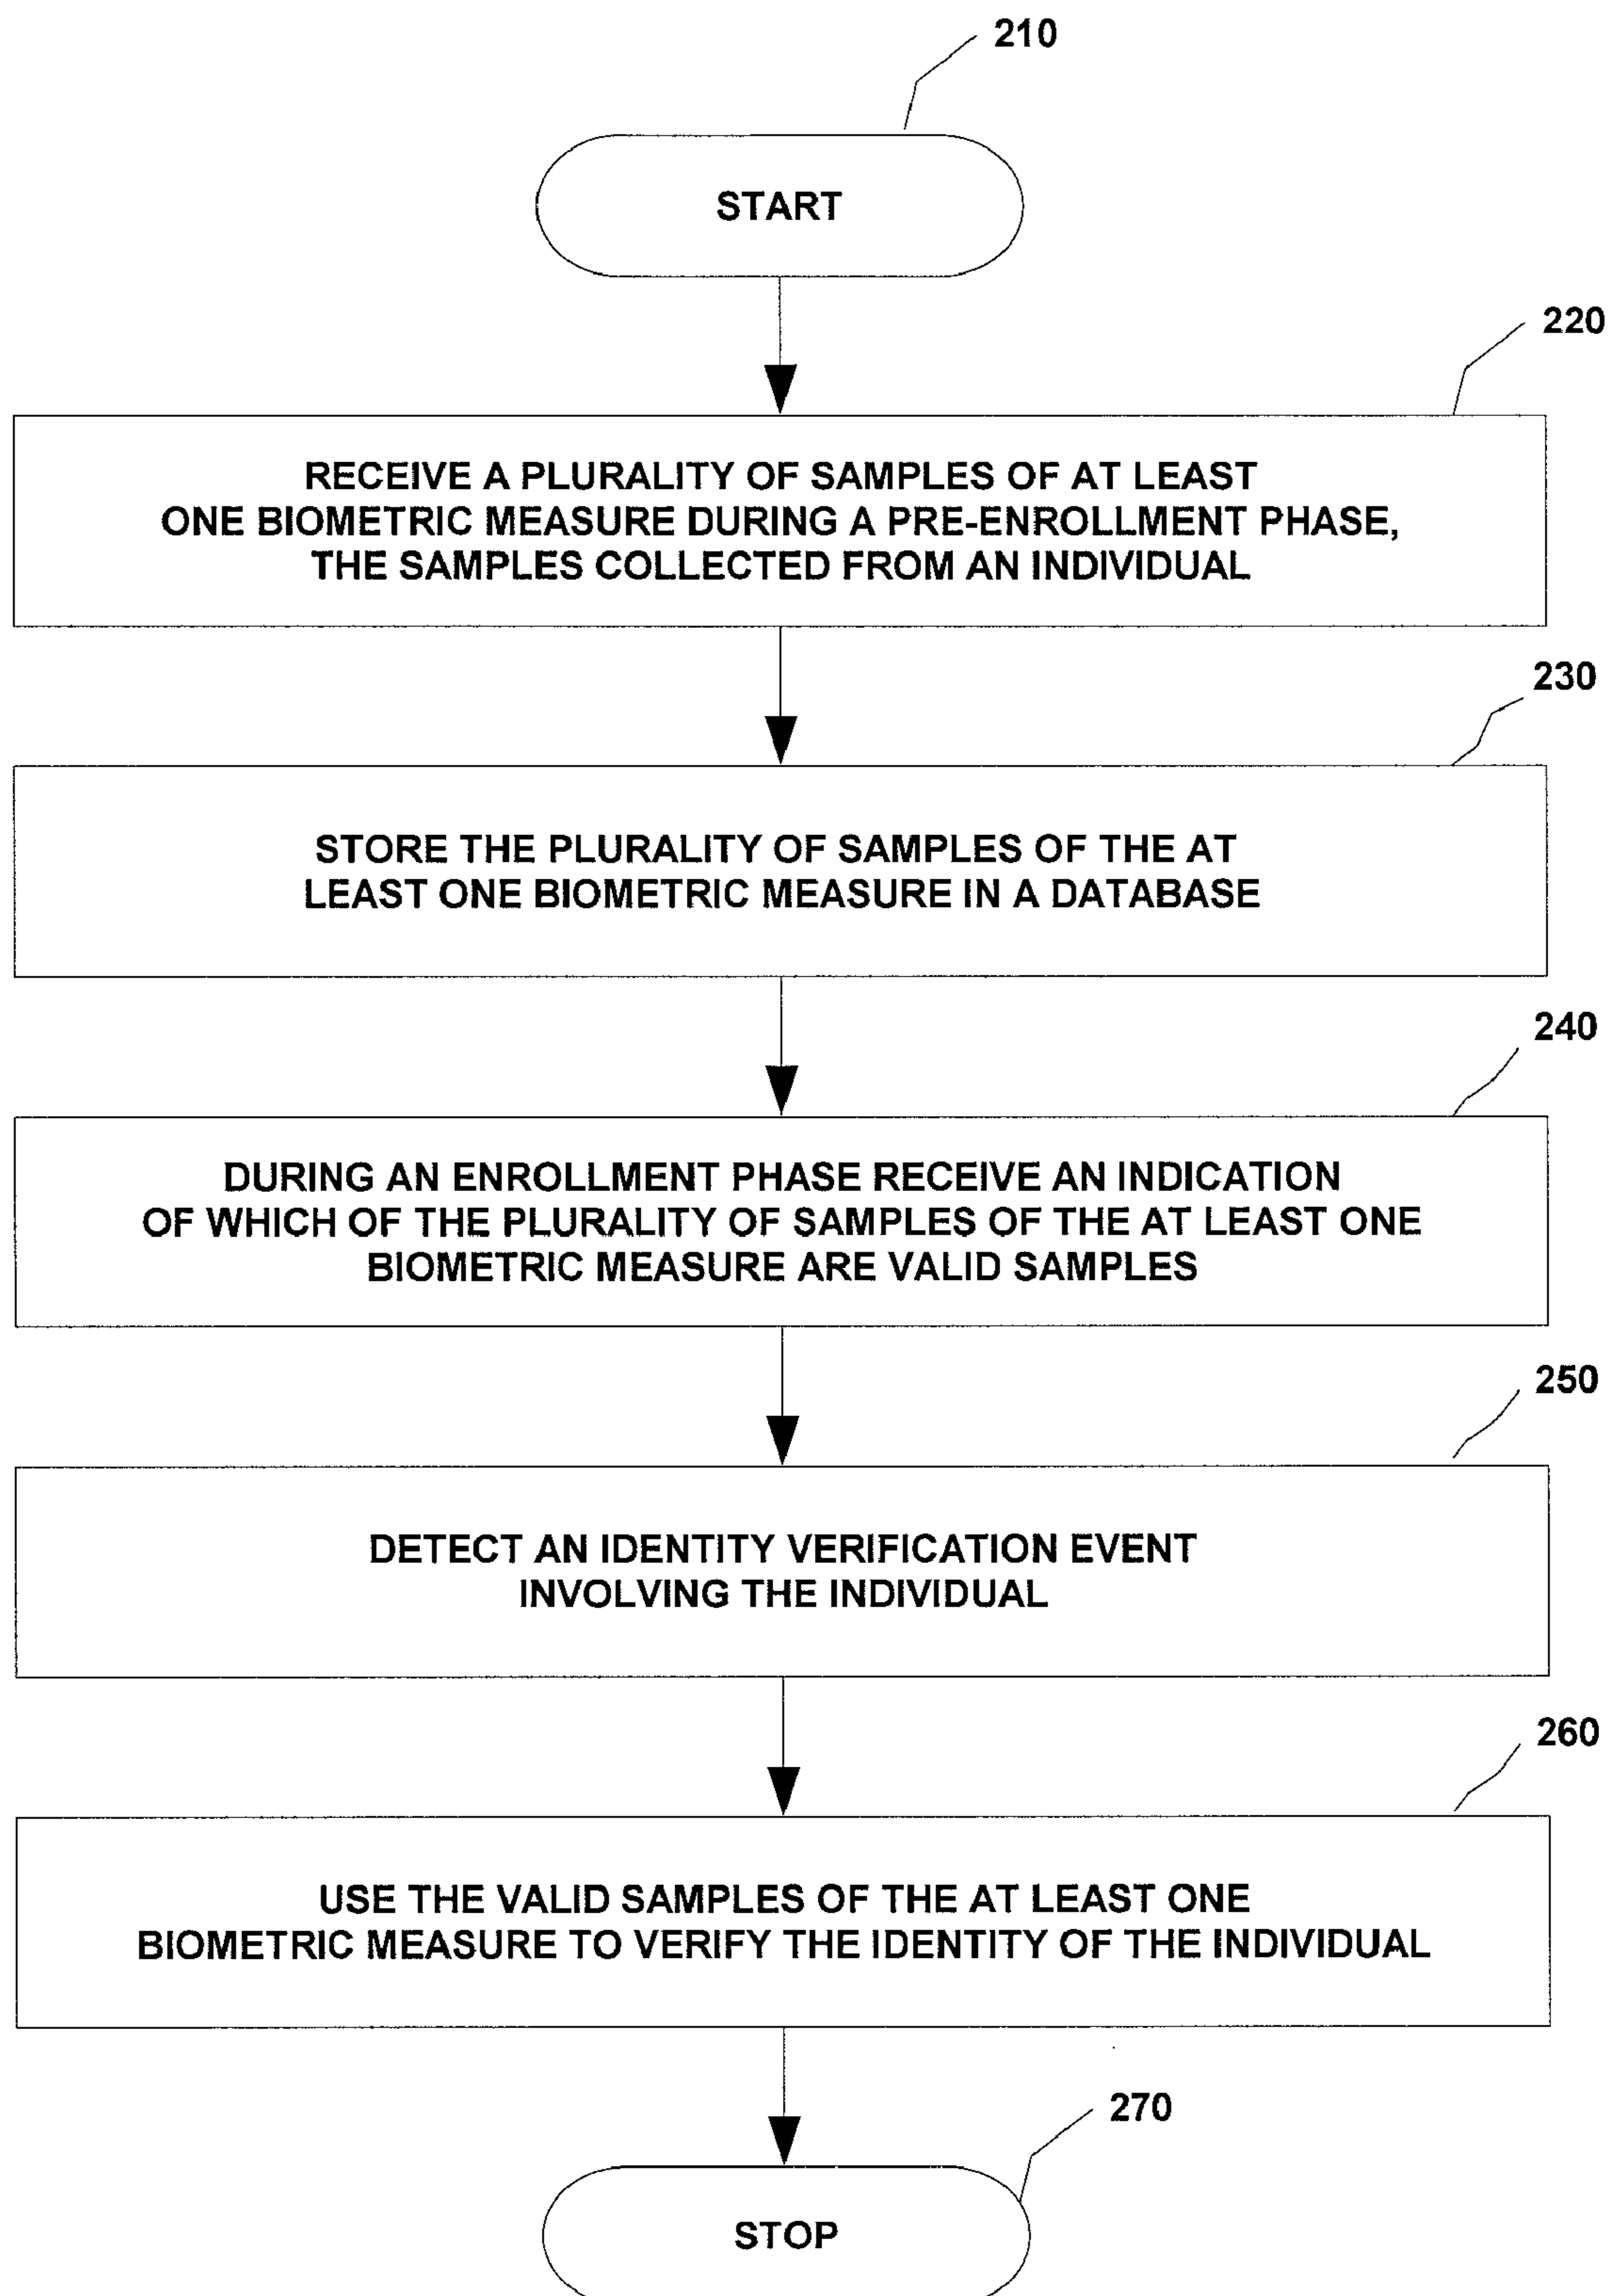 210
START
220
RECEIVE A PLURALITY OF SAMPLES OF AT LEAST
ONE BIOMETRIC MEASURE DURING A PRE-ENROLLMENT PHASE,
THE SAMPLES COLLECTED FROM AN INDIVIDUAL
230
STORE THE PLURALITY OF SAMPLES OF THE AT
LEAST ONE BIOMETRIC MEASURE IN A DATABASE
240
DURING AN ENROLLMENT PHASE RECEIVE AN INDICATION
OF WHICH OF THE PLURALITY OF SAMPLES OF THE AT LEAST ONE
BIOMETRIC MEASURE ARE VALID SAMPLES
250
DETECT AN IDENTITY VERIFICATION EVENT
INVOLVING THE INDIVIDUAL
260
USE THE VALID SAMPLES OF THE AT LEAST ONE
BIOMETRIC MEASURE TO VERIFY THE IDENTITY OF THE INDIVIDUAL
270
STOP